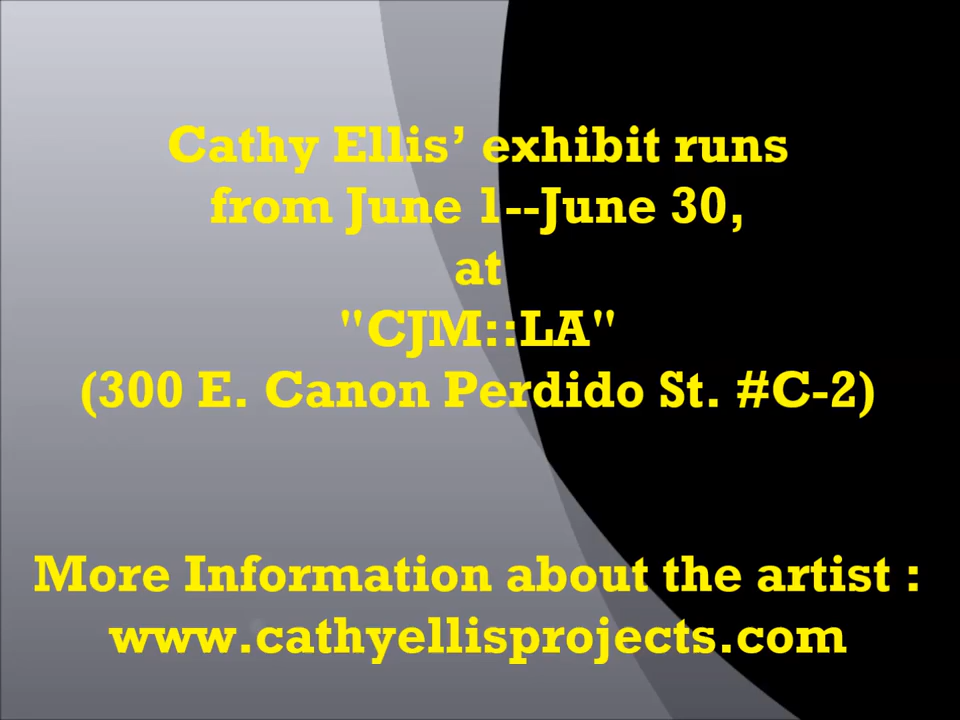 Cathy Ellis’ exhibit runs
from June 1--June 30,
at
"CJM::LA"
(300 E. Canon Perdido St. #C-2)
More Information about the artist :
www.cathyellisprojects.com